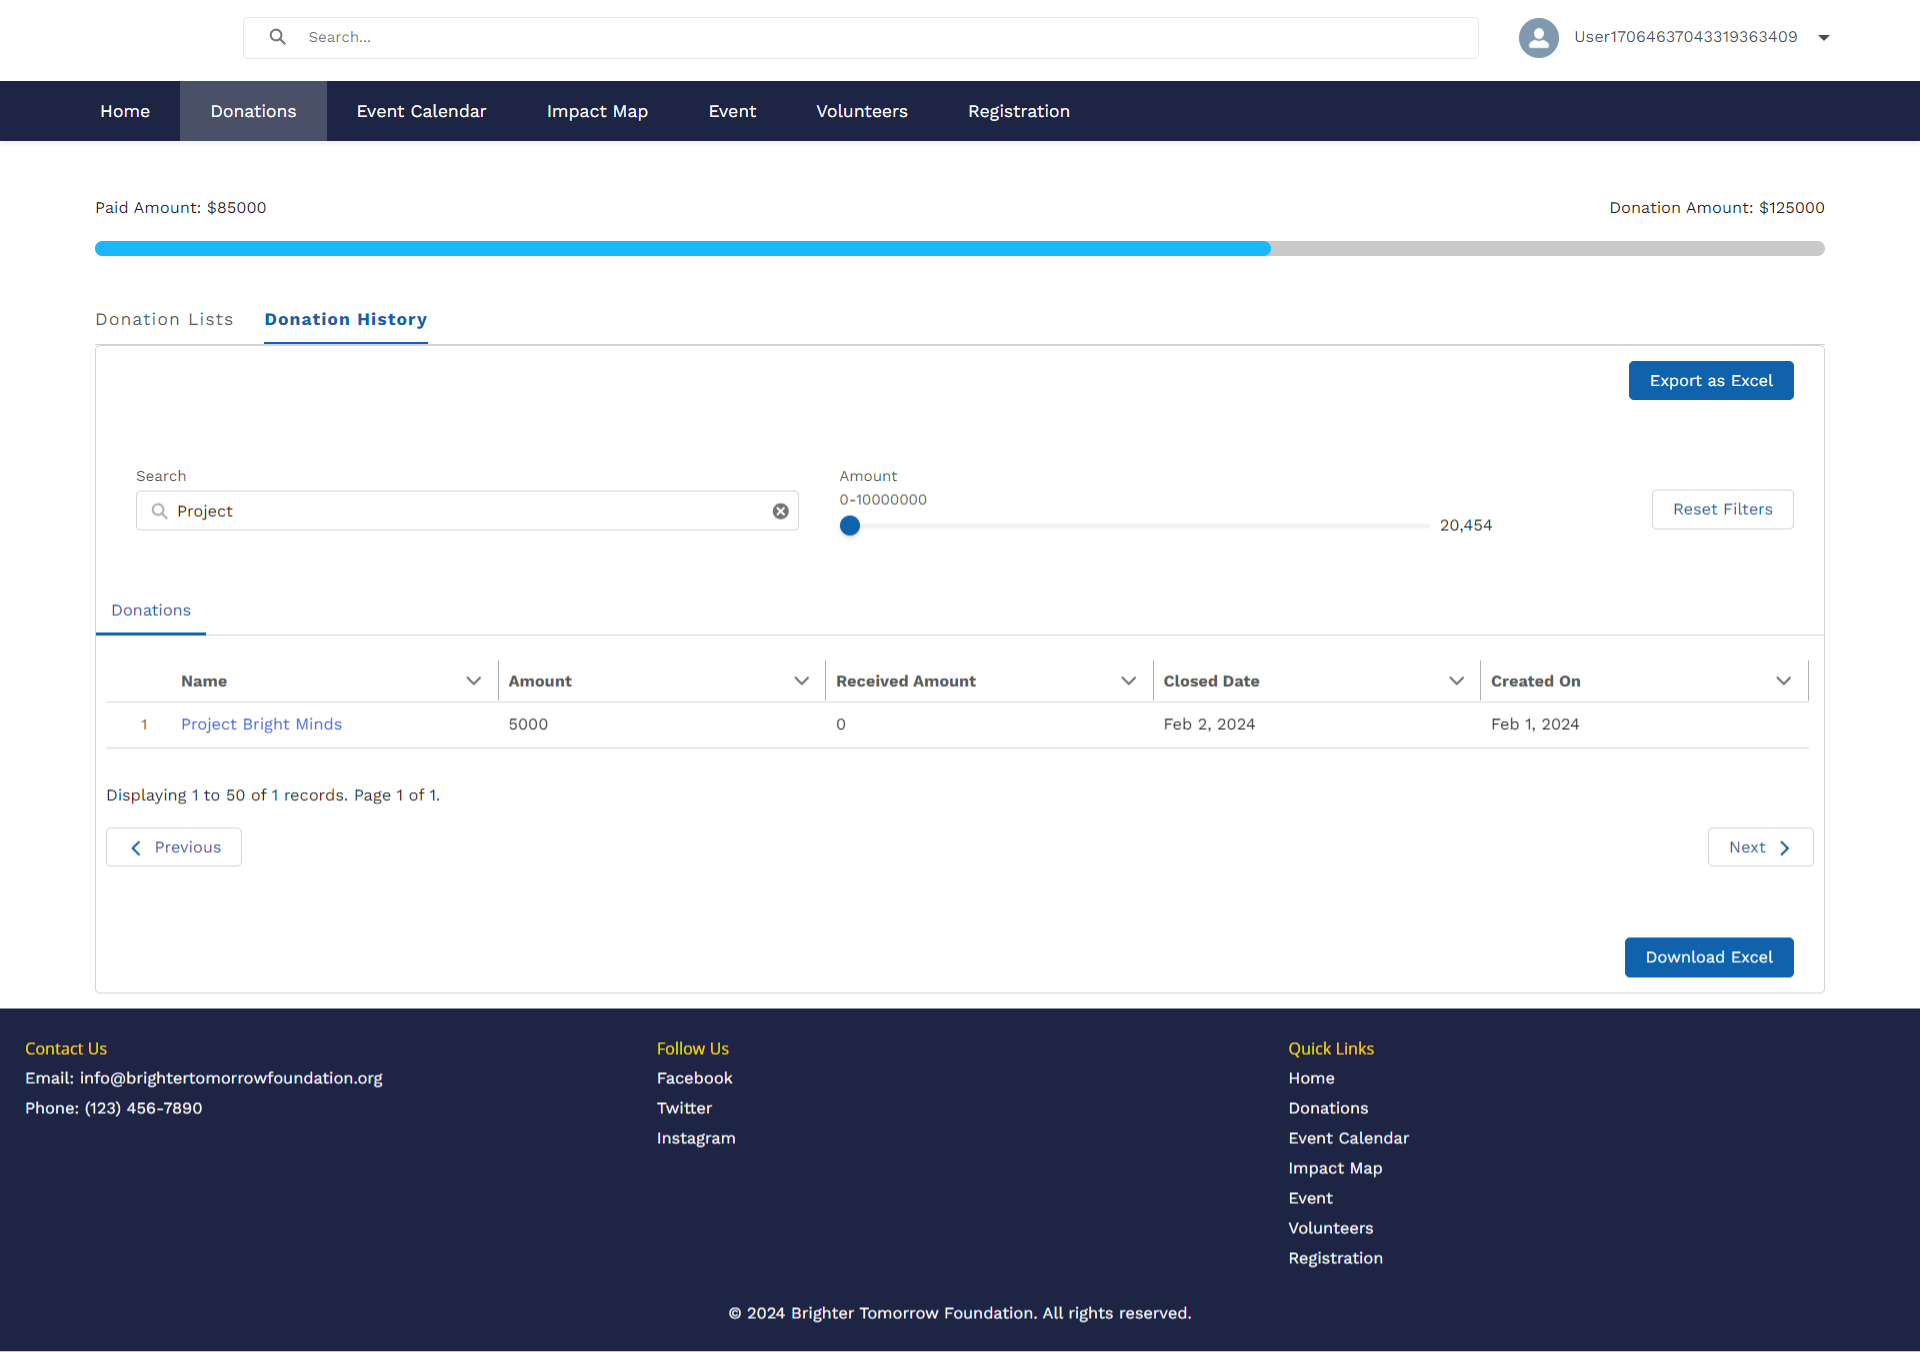 Search...
User17064637043319363409
Home
Donations
Event Calendar
Impact Map
Event
Volunteers
Registration
Paid Amount: $85000
Donation Amount: $125000
Donation Lists
Donation History
Export as Excel
Search
Project
Amount
0-10000000
20,454
Reset Filters
Donations
Name
Amount
Received Amount
Closed Date
Created On
1
Project Bright Minds
5000
0
Feb 2, 2024
Feb 1, 2024
Displaying 1 to 50 of 1 records. Page 1 of 1.
Previous
Next
Download Excel
Contact Us
Email: info@brightertomorrowfoundation.org
Phone: (123) 456-7890
Follow Us
Facebook
Twitter
Instagram
Quick Links
Home
Donations
Event Calendar
Impact Map
Event
Volunteers
Registration
© 2024 Brighter Tomorrow Foundation. All rights reserved.